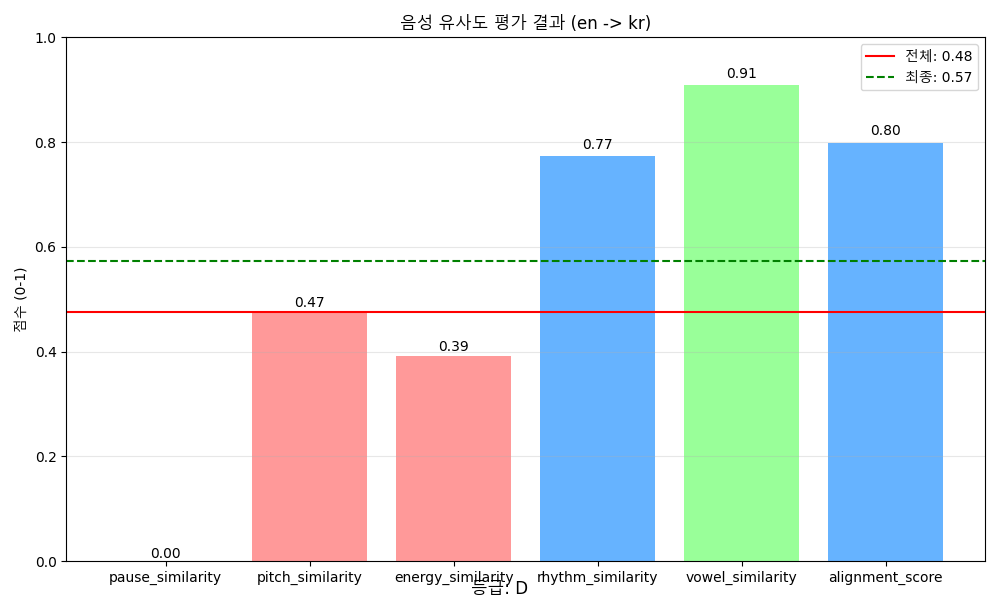 음성 유사도 평가 결과 (en -> kr)
전체: 0.48
최종: 0.57
점수 (0-1)
1.0
0.8
0.6
0.4
0.2
0.0
0.00
0.47
0.39
0.77
0.91
0.80
pause_similarity
pitch_similarity
energy_similarity
rhythm_similarity
vowel_similarity
alignment_score
등급: D